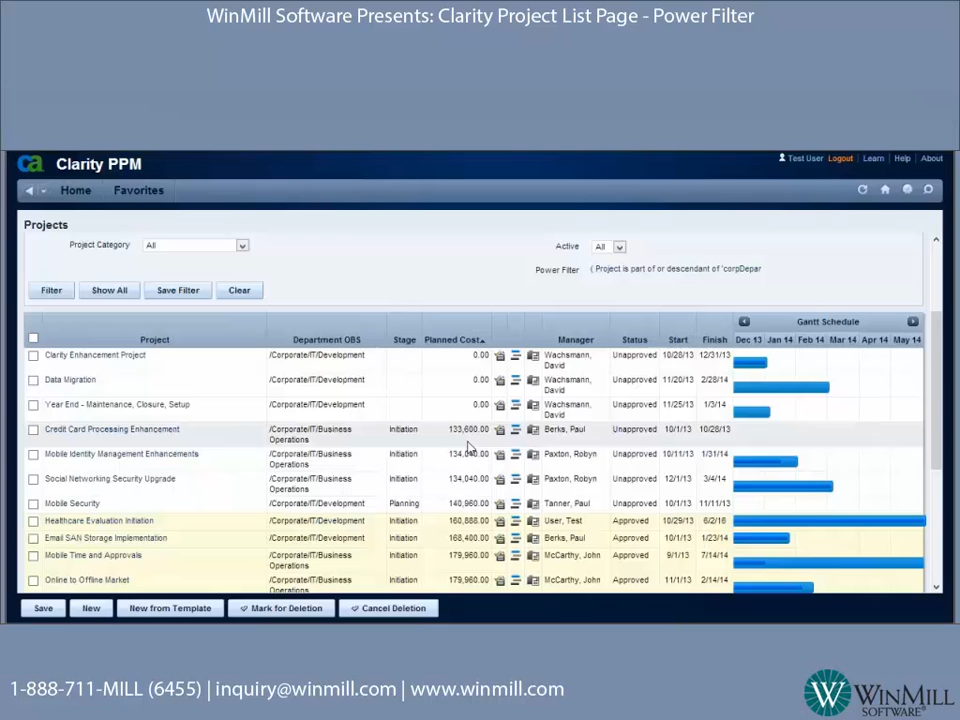 WinMill Software Presents: Clarity Project List Page - Power Filter
ca Clarity PPM
Test User Logout Learn Help About
Home Favorites
Projects
Project Category All Active All
Power Filter ( Project is part of or descendant of 'corpDepar
Filter Show All Save Filter Clear
Gantt Schedule
Project Department OBS Stage Planned Cost Manager Status Start Finish Dec 13 Jan 14 Feb 14 Mar 14 Apr 14 May 14
Clarity Enhancement Project /Corporate/IT/Development 0.00 Wachsmann, Unapproved 10/28/13 12/31/13
David
Data Migration /Corporate/IT/Development 0.00 Wachsmann, Unapproved 11/20/13 2/28/14
David
Year End - Maintenance, Closure, Setup /Corporate/IT/Development 0.00 Wachsmann, Unapproved 11/25/13 1/3/14
David
Credit Card Processing Enhancement /Corporate/IT/Business Initiation 133,600.00 Berks, Paul Unapproved 10/1/13 10/28/13
Operations
Mobile Identity Management Enhancements /Corporate/IT/Business Initiation Paxton, Robyn Unapproved 10/11/13 1/31/14
Operations
Social Networking Security Upgrade /Corporate/IT/Business Initiation 134,040.00 Paxton, Robyn Unapproved 12/1/13 3/4/14
Operations
Mobile Security /Corporate/IT/Development Planning 140,960.00 Tanner, Paul Unapproved 10/1/13 11/11/13
Healthcare Evaluation Initiation /Corporate/IT/Development Initiation 160,888.00 User, Test Approved 10/29/13 6/2/16
Email SAN Storage Implementation /Corporate/IT/Development Initiation 168,400.00 Berks, Paul Approved 10/1/13 1/23/14
Mobile Time and Approvals /Corporate/IT/Business Initiation 179,960.00 McCarthy, John Approved 9/1/13 7/14/14
Operations
Online to Offline Market /Corporate/IT/Business Initiation 179,960.00 McCarthy, John Approved 11/1/13 2/14/14
Operations
Save New New from Template Mark for Deletion Cancel Deletion
1-888-711-MILL (6455) | inquiry@winmill.com | www.winmill.com
W WINMILL
SOFTWARE